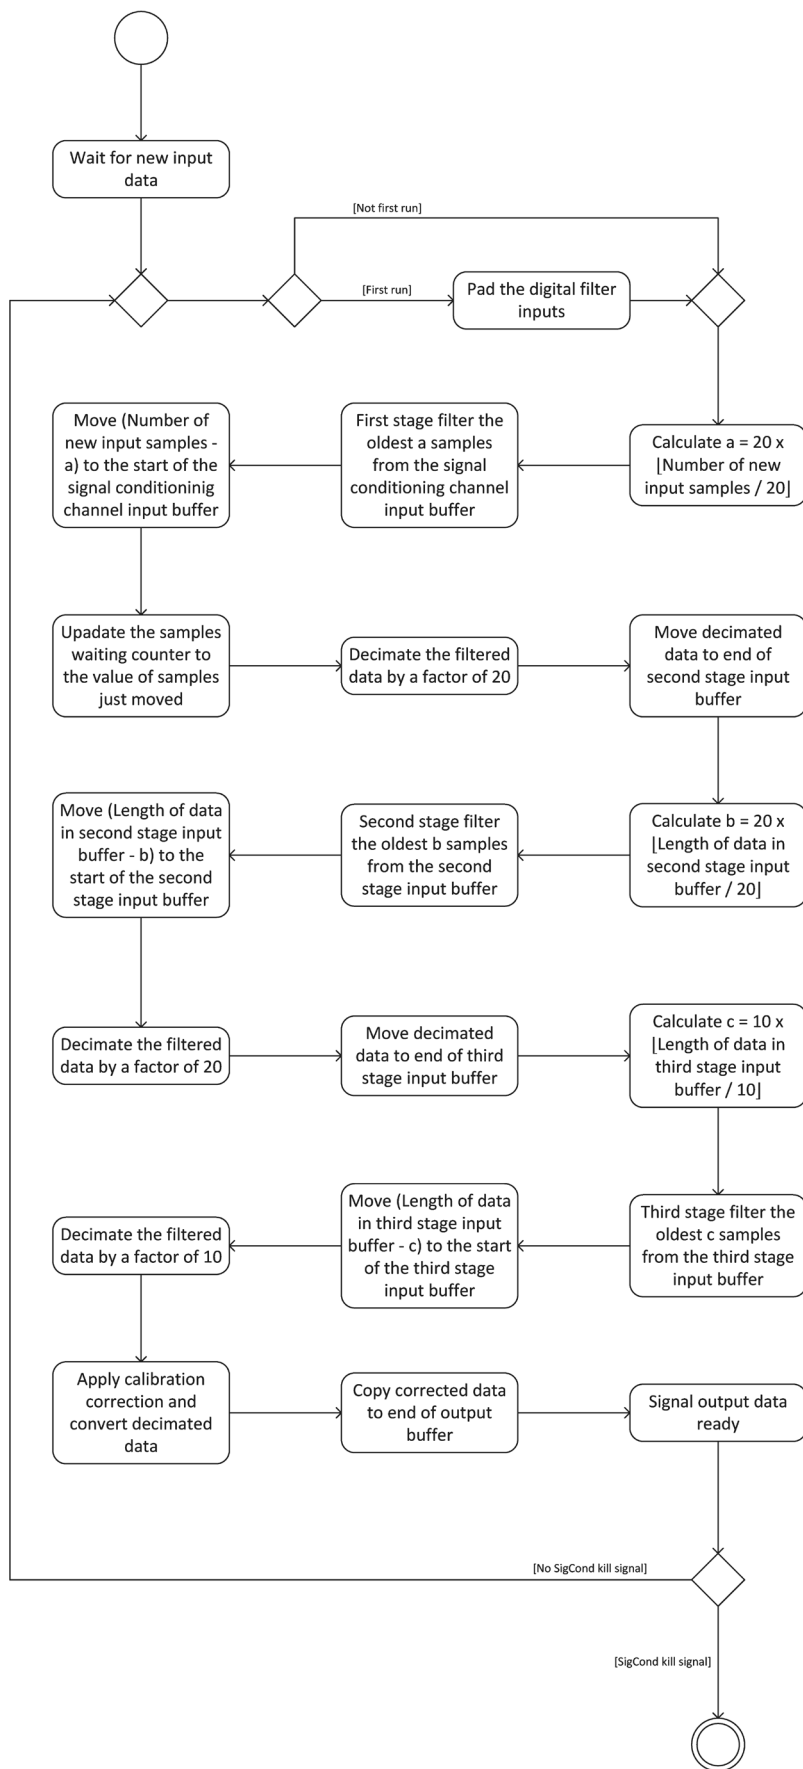 Wait for new input
data
[Not first run]
[First run]
Pad the digital filter
inputs
Calculate a = 20 x
⌊Number of new
input samples / 20⌋
First stage filter the
oldest a samples
from the signal
conditioning channel
input buffer
Move (Number of
new input samples -
a) to the start of the
signal conditioninig
channel input buffer
Upadate the samples
waiting counter to
the value of samples
just moved
Decimate the filtered
data by a factor of 20
Move decimated
data to end of
second stage input
buffer
Calculate b = 20 x
⌊Length of data in
second stage input
buffer / 20⌋
Second stage filter
the oldest b samples
from the second
stage input buffer
Move (Length of data
in second stage input
buffer - b) to the
start of the second
stage input buffer
Decimate the filtered
data by a factor of 20
Move decimated
data to end of third
stage input buffer
Calculate c = 10 x
⌊Length of data in
third stage input
buffer / 10⌋
Third stage filter the
oldest c samples
from the third stage
input buffer
Move (Length of data
in third stage input
buffer - c) to the start
of the third stage
input buffer
Decimate the filtered
data by a factor of 10
Apply calibration
correction and
convert decimated
data
Copy corrected data
to end of output
buffer
Signal output data
ready
[No SigCond kill signal]
[SigCond kill signal]